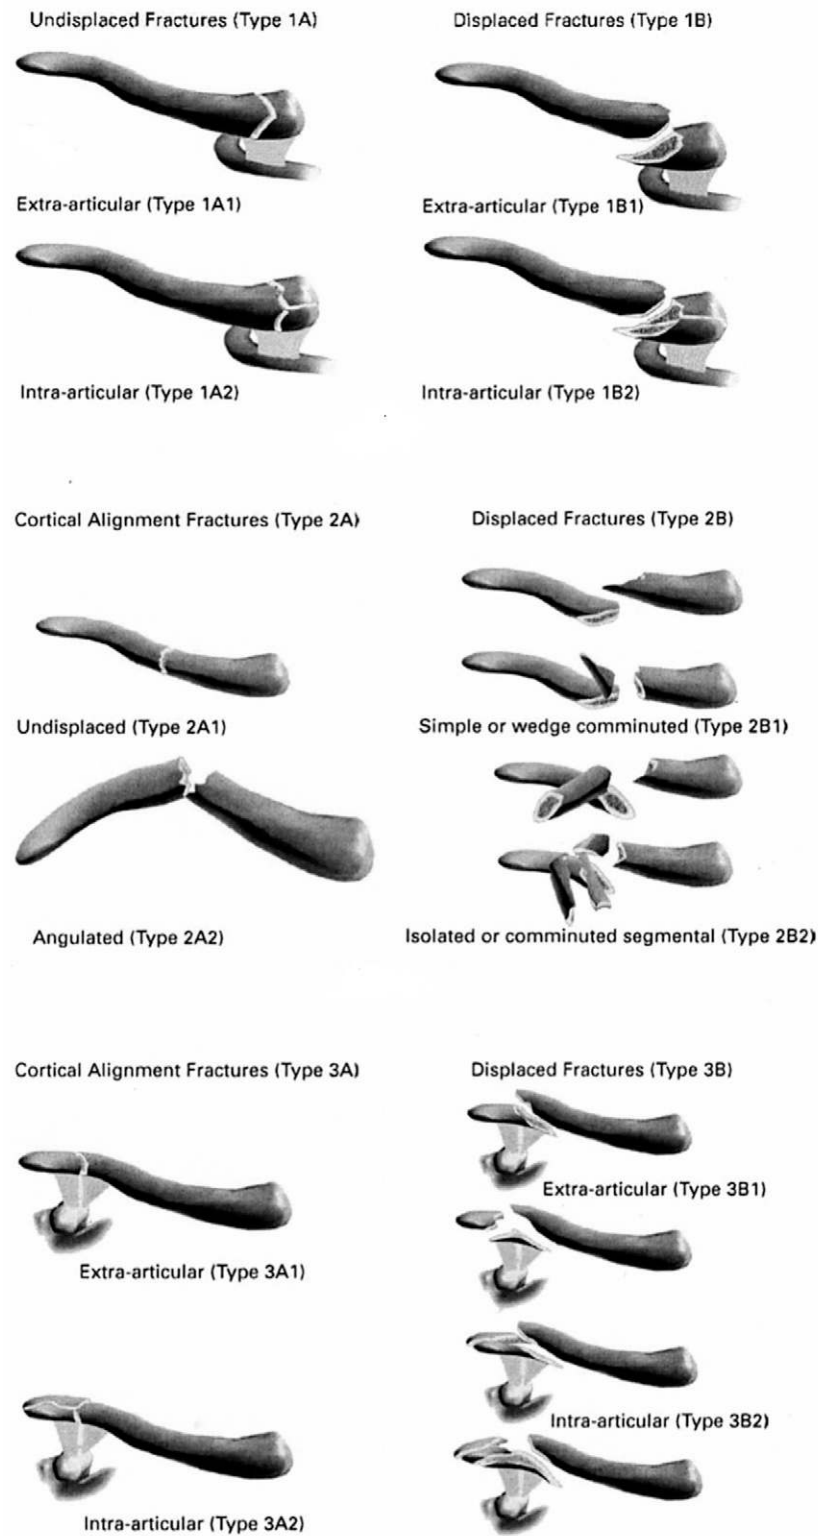 Undisplaced Fractures (Type 1A)
Displaced Fractures (Type 1B)
Extra-articular (Type 1A1)
Extra-articular (Type 1B1)
Intra-articular (Type 1A2)
Intra-articular (Type 1B2)
Cortical Alignment Fractures (Type 2A)
Displaced Fractures (Type 2B)
Undisplaced (Type 2A1)
Simple or wedge comminuted (Type 2B1)
Angulated (Type 2A2)
Isolated or comminuted segmental (Type 2B2)
Cortical Alignment Fractures (Type 3A)
Displaced Fractures (Type 3B)
Extra-articular (Type 3B1)
Extra-articular (Type 3A1)
Intra-articular (Type 3B2)
Intra-articular (Type 3A2)